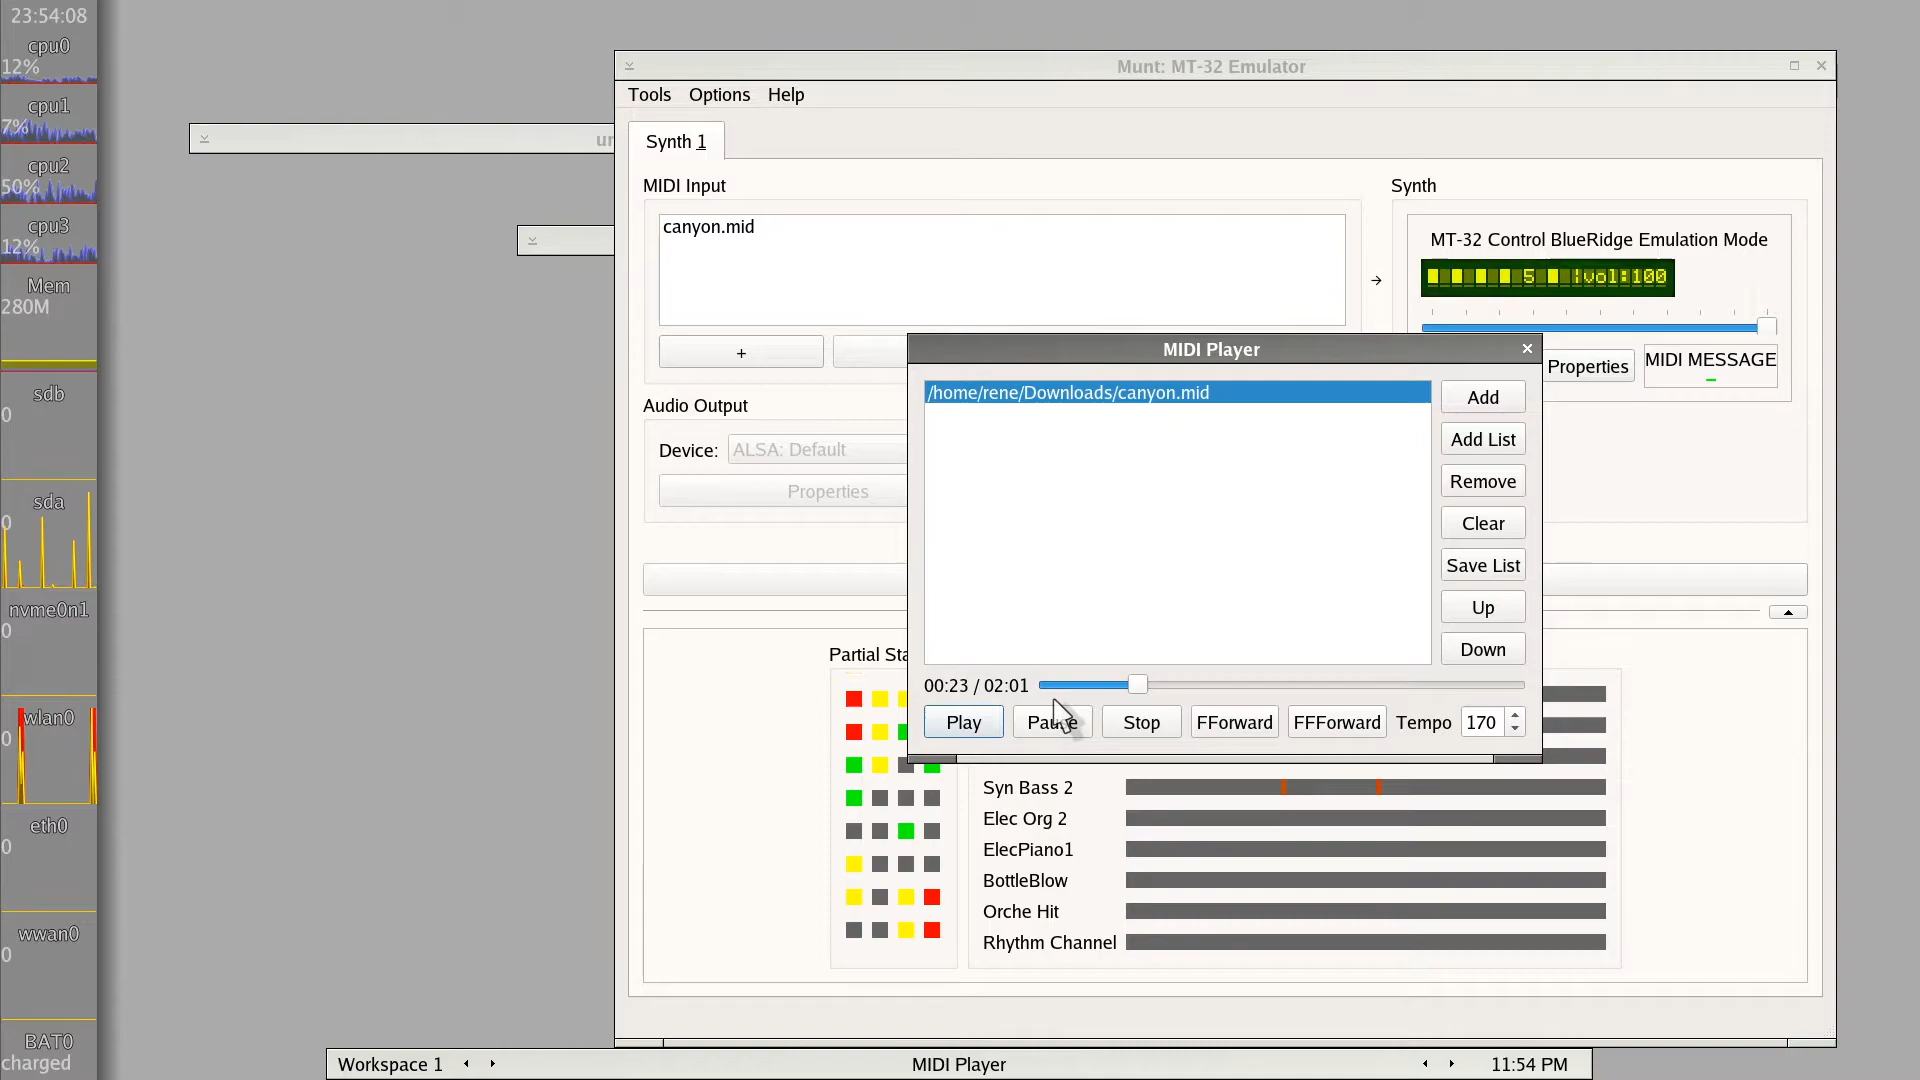 23:54:08
cpu0
12%
cpu1
7%
cpu2
50%
cpu3
12%
Mem
280M
sdb
0
sda
0
nvme0n1
0
wlan0
0
eth0
0
wwan0
0
BAT0
charged
un
Munt: MT-32 Emulator
Tools Options Help
Synth 1
MIDI Input
canyon.mid
+
Audio Output
Device: ALSA: Default
Properties
Synth
MT-32 Control BlueRidge Emulation Mode
5 |vol:100
Properties
MIDI MESSAGE
MIDI Player
/home/rene/Downloads/canyon.mid
Add
Add List
Remove
Clear
Save List
Up
Down
00:23 / 02:01
Play Pause Stop FForward FFForward Tempo 170
Partial Sta
Syn Bass 2
Elec Org 2
ElecPiano1
BottleBlow
Orche Hit
Rhythm Channel
Workspace 1 MIDI Player 11:54 PM